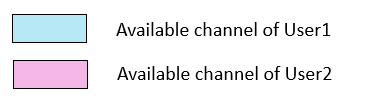 Available channel of User1
Available channel of User2